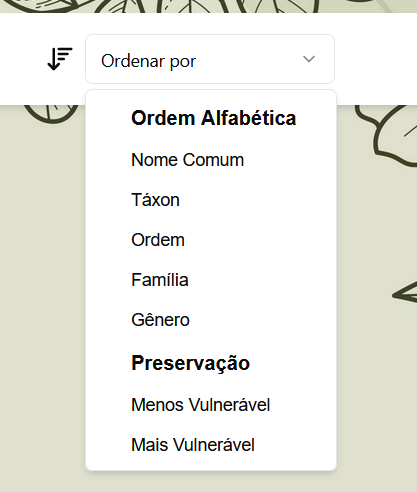 Ordenar por
Ordem Alfabética
Nome Comum
Táxon
Ordem
Família
Gênero
Preservação
Menos Vulnerável
Mais Vulnerável